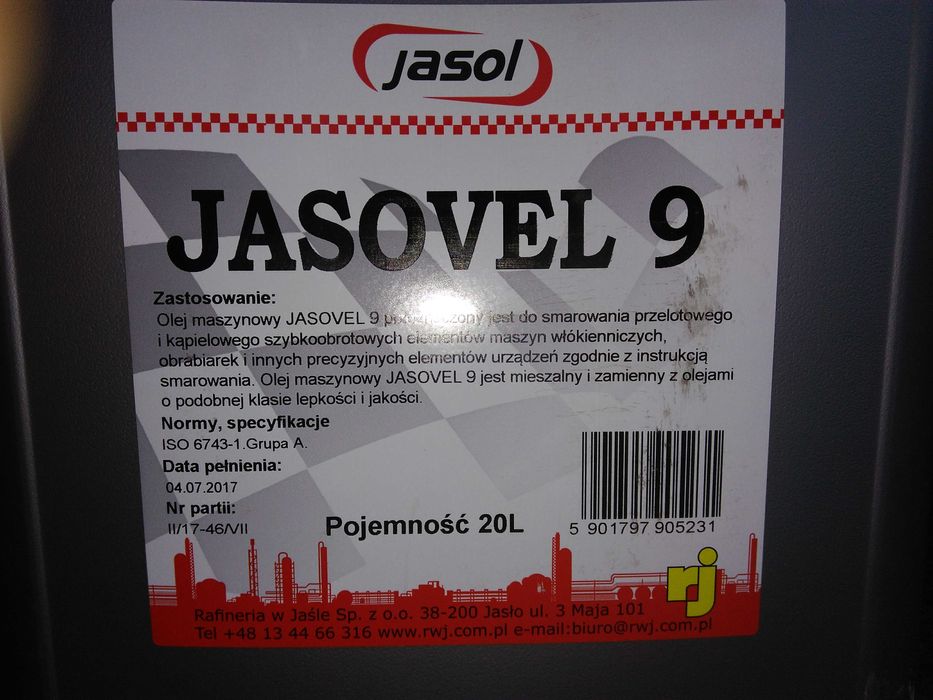 jasol
JASOVEL 9
Zastosowanie:
Olej maszynowy JASOVEL 9 przeznaczony jest do smarowania przelotowego
i kąpielowego szybkoobrotowych elementów maszyn włókienniczych,
obrabiarek i innych precyzyjnych elementów urządzeń zgodnie z instrukcją
smarowania. Olej maszynowy JASOVEL 9 jest mieszalny i zamienny z olejami
o podobnej klasie lepkości i jakości.
Normy, specyfikacje
ISO 6743-1.Grupa A.
Data pełnienia:
04.07.2017
Nr partii:
II/17-46/VII
Pojemność 20L
5 901797 905231
rj
Rafineria w Jaśle Sp. z o.o. 38-200 Jasło ul. 3 Maja 101
Tel +48 13 44 66 316 www.rwj.com.pl e-mail:biuro@rwj.com.pl